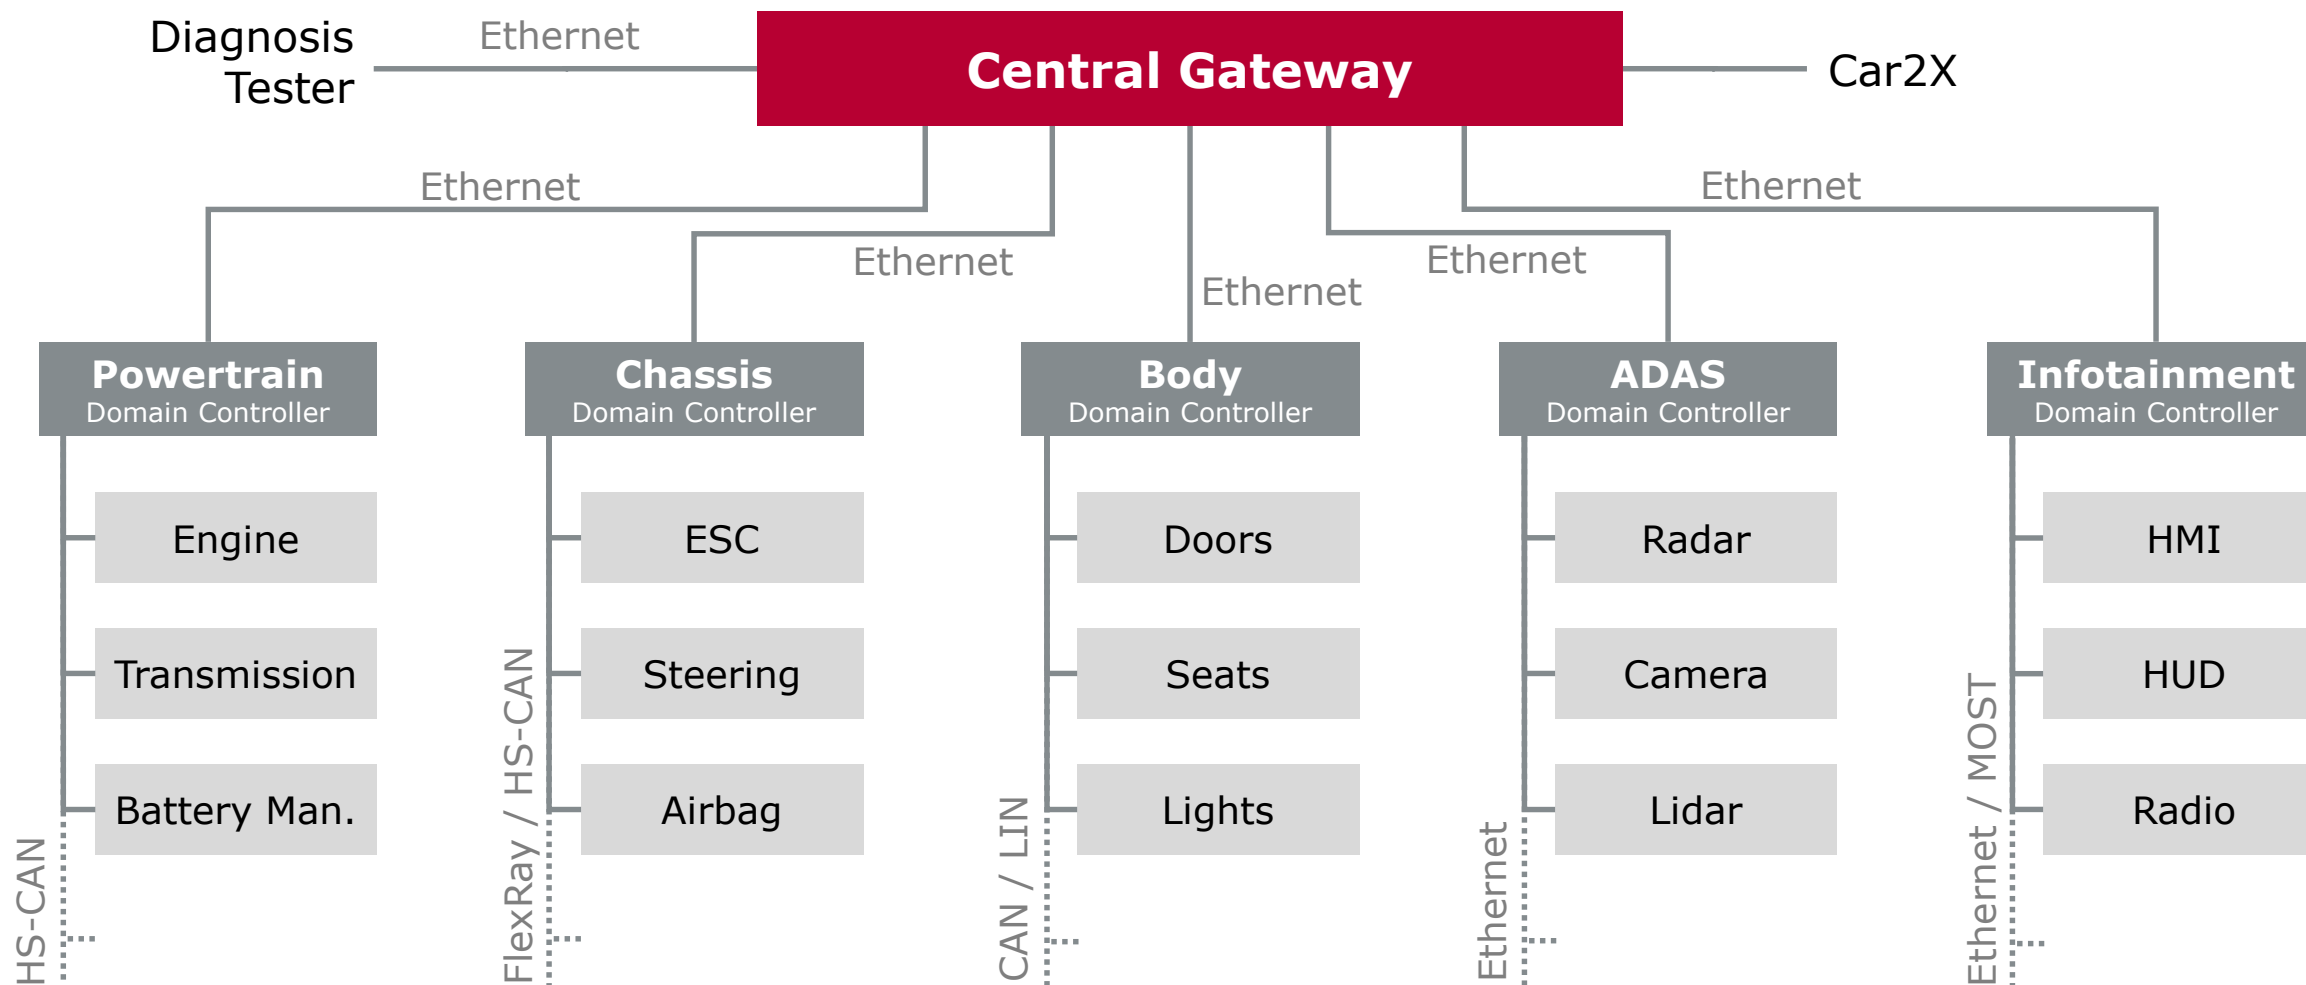 Diagnosis
Tester
Ethernet
Central Gateway
Car2X
Ethernet
Ethernet
Ethernet
Ethernet
Ethernet
Powertrain
Domain Controller
Engine
Transmission
Battery Man.
HS-CAN
Chassis
Domain Controller
ESC
Steering
Airbag
FlexRay / HS-CAN
Body
Domain Controller
Doors
Seats
Lights
CAN / LIN
ADAS
Domain Controller
Radar
Camera
Lidar
Ethernet
Infotainment
Domain Controller
HMI
HUD
Radio
Ethernet / MOST